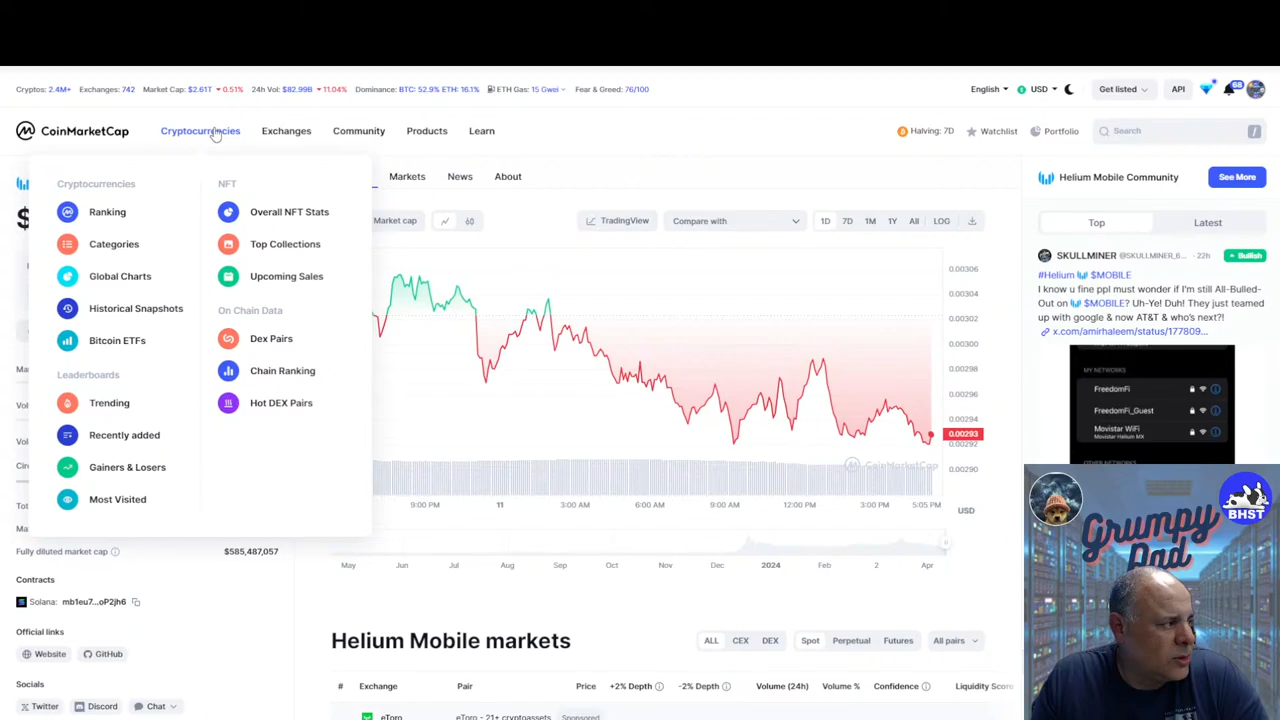 Cryptos: 2.4M+ Exchanges: 742 Market Cap: $2.61T 0.51% 24h Vol: $82.99B 11.04% Dominance: BTC: 52.9% ETH: 16.1% ETH Gas: 15 Gwei Fear & Greed: 76/100 English USD Get listed API 68
CoinMarketCap Cryptocurrencies Exchanges Community Products Learn Halving: 7D Watchlist Portfolio Search /
Markets News About
Helium Mobile Community See More
Cryptocurrencies NFT
Ranking Overall NFT Stats
Categories Top Collections
Global Charts Upcoming Sales
Historical Snapshots On Chain Data
Bitcoin ETFs Dex Pairs
Leaderboards Chain Ranking
Trending Hot DEX Pairs
Recently added
Gainers & Losers
Most Visited
$
Market cap TradingView Compare with 1D 7D 1M 1Y All LOG
0.00306
0.00304
0.00302
0.00300
0.00298
0.00296
0.00294
0.00293
0.00292
0.00290
CoinMarketCap
9:00 PM 11 3:00 AM 6:00 AM 9:00 AM 12:00 PM 3:00 PM 5:05 PM USD
May Jun Jul Aug Sep Oct Nov Dec 2024 Feb 2 Apr
Top Latest
SKULLMINER @SKULLMINER_6... · 22h Bullish
#Helium $MOBILE
I know u fine ppl must wonder if I'm still All-Bulled-
Out on $MOBILE? Uh-Ye! Duh! They just teamed
up with google & now AT&T & who's next?!
x.com/amirhaleem/status/177809...
MY NETWORKS
FreedomFi
FreedomFi_Guest
Movistar WiFi
Movistar Helium MX
OTHER NETWORKS
Fully diluted market cap $585,487,057
Contracts
Solana: mb1eu7...oP2jh6
Official links
Website GitHub
Socials
Twitter Discord Chat
Helium Mobile markets ALL CEX DEX Spot Perpetual Futures All pairs
# Exchange Pair Price +2% Depth -2% Depth Volume (24h) Volume % Confidence Liquidity Score
eToro eToro - 21+ cryptoassets Sponsored
Grumpy
Dad
BHST